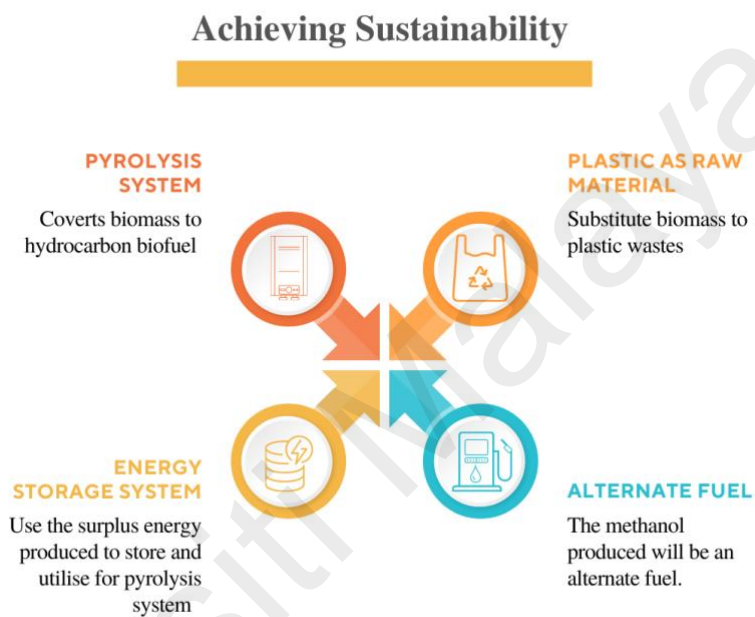 Achieving Sustainability
PYROLYSIS
SYSTEM
Coverts biomass to
hydrocarbon biofuel
PLASTIC AS RAW
MATERIAL
Substitute biomass to
plastic wastes
ENERGY
STORAGE SYSTEM
Use the surplus energy
produced to store and
utilise for pyrolysis
system
ALTERNATE FUEL
The methanol
produced will be an
alternate fuel.
siti Malaya